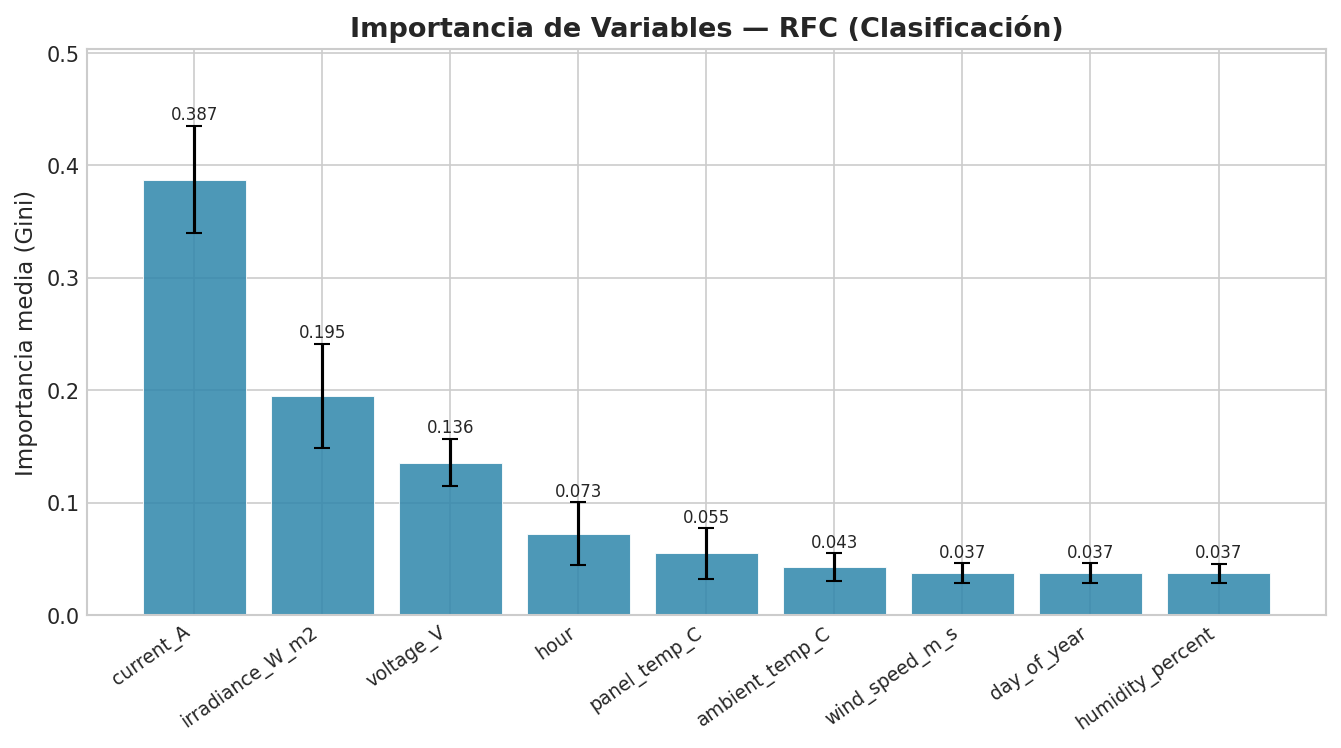 Importancia de Variables — RFC (Clasificación)
Importancia media (Gini)
0.5
0.4
0.3
0.2
0.1
0.0
0.387
0.195
0.136
0.073
0.055
0.043
0.037
0.037
0.037
current_A
irradiance_W_m2
voltage_V
hour
panel_temp_C
ambient_temp_C
wind_speed_m_s
day_of_year
humidity_percent